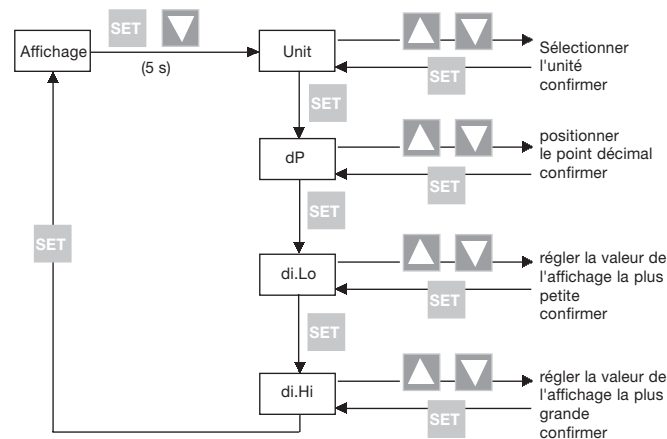 SET
Affichage
(5 s)
Unit
SET
Sélectionner
l'unité
confirmer
SET
dP
SET
positionner
le point décimal
confirmer
SET
SET
di.Lo
SET
régler la valeur de
l'affichage la plus
petite
confirmer
SET
di.Hi
SET
régler la valeur de
l'affichage la plus
grande
confirmer